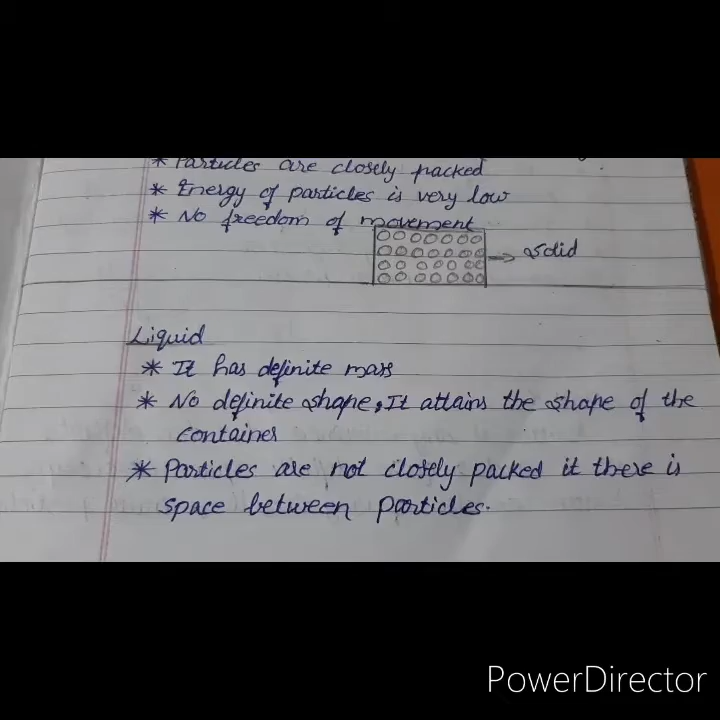 * Particles are closely packed
* Energy of particles is very low
* No freedom of movement
→ solid
Liquid
* It has definite mass
* No definite shape, It attains the shape of the
container
* Particles are not closely packed it there is
space between particles.
PowerDirector